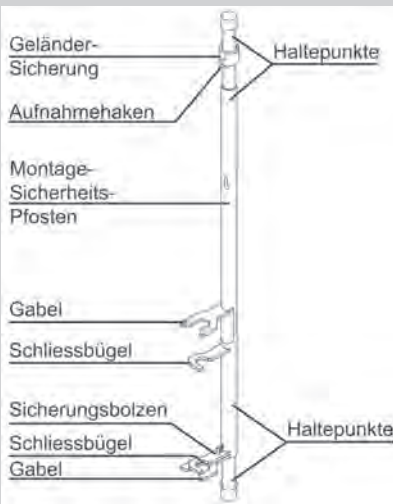 Geländer-
Sicherung
Haltepunkte
Aufnahmehaken
Montage-
Sicherheits-
Pfosten
Gabel
Schliessbügel
Sicherungsbolzen
Schliessbügel
Gabel
Haltepunkte